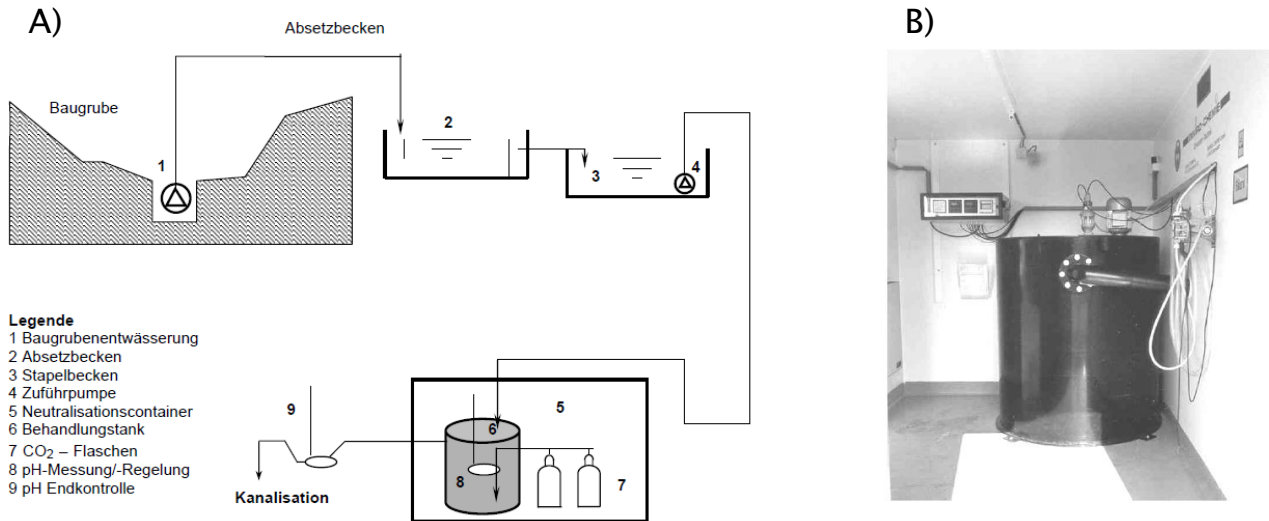 A)
B)
Absetzbecken
Baugrube
1
2
3
4
Legende
1 Baugrubenentwässerung
2 Absetzbecken
3 Stapelbecken
4 Zuführpumpe
5 Neutralisationscontainer
6 Behandlungstank
7 CO₂ – Flaschen
8 pH-Messung/-Regelung
9 pH Endkontrolle
9
5
6
8
7
Kanalisation